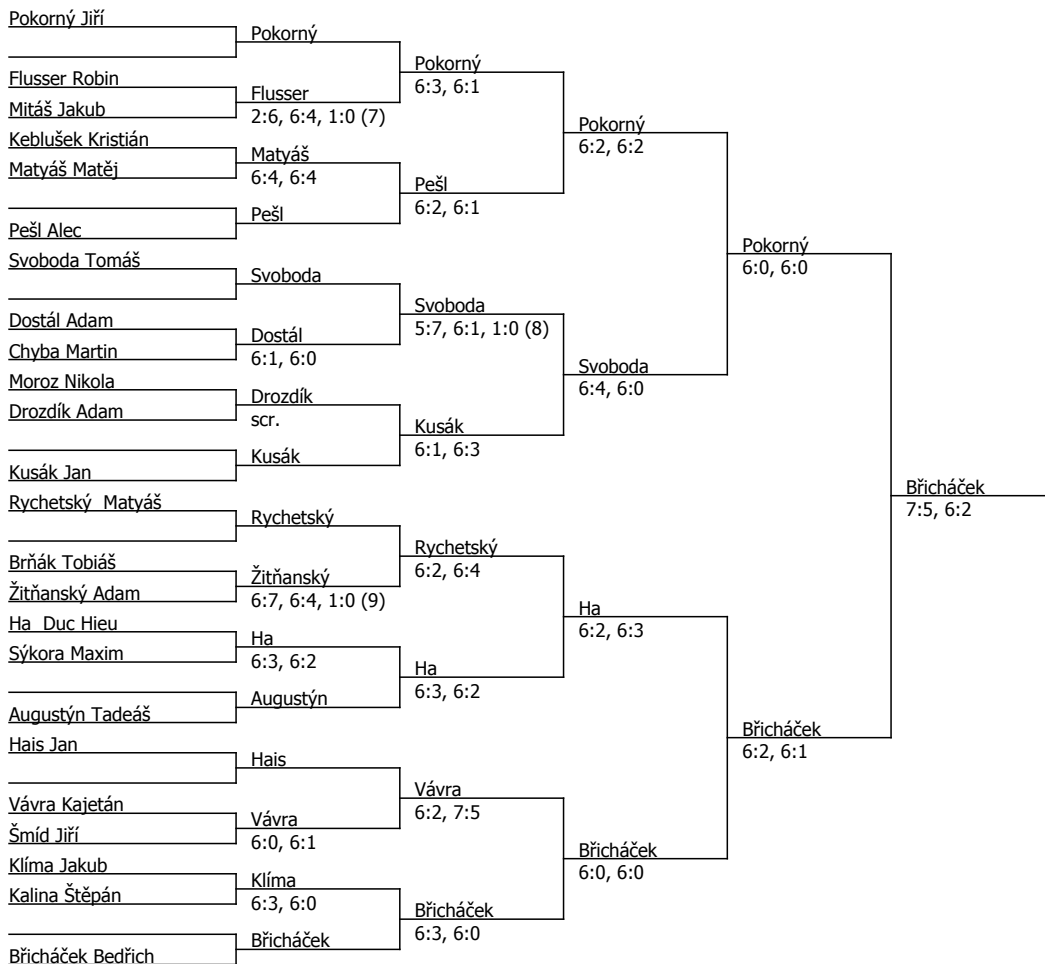 Pokorný Jiří
Flusser Robin
Mitáš Jakub
Keblušek Kristián
Matyáš Matěj
Pešl Alec
Svoboda Tomáš
Dostál Adam
Chyba Martin
Moroz Nikola
Drozdík Adam
Kusák Jan
Rychetský  Matyáš
Brňák Tobiáš
Žitňanský Adam
Ha  Duc Hieu
Sýkora Maxim
Augustýn Tadeáš
Hais Jan
Vávra Kajetán
Šmíd Jiří
Klíma Jakub
Kalina Štěpán
Břicháček Bedřich
Pokorný
Flusser
2:6, 6:4, 1:0 (7)
Matyáš
6:4, 6:4
Pešl
Svoboda
Dostál
6:1, 6:0
Drozdík
scr.
Kusák
Rychetský
Žitňanský
6:7, 6:4, 1:0 (9)
Ha
6:3, 6:2
Augustýn
Hais
Vávra
6:0, 6:1
Klíma
6:3, 6:0
Břicháček
Pokorný
6:3, 6:1
Pešl
6:2, 6:1
Svoboda
5:7, 6:1, 1:0 (8)
Kusák
6:1, 6:3
Rychetský
6:2, 6:4
Ha
6:3, 6:2
Vávra
6:2, 7:5
Břicháček
6:3, 6:0
Pokorný
6:2, 6:2
Svoboda
6:4, 6:0
Ha
6:2, 6:3
Břicháček
6:0, 6:0
Pokorný
6:0, 6:0
Břicháček
6:2, 6:1
Břicháček
7:5, 6:2